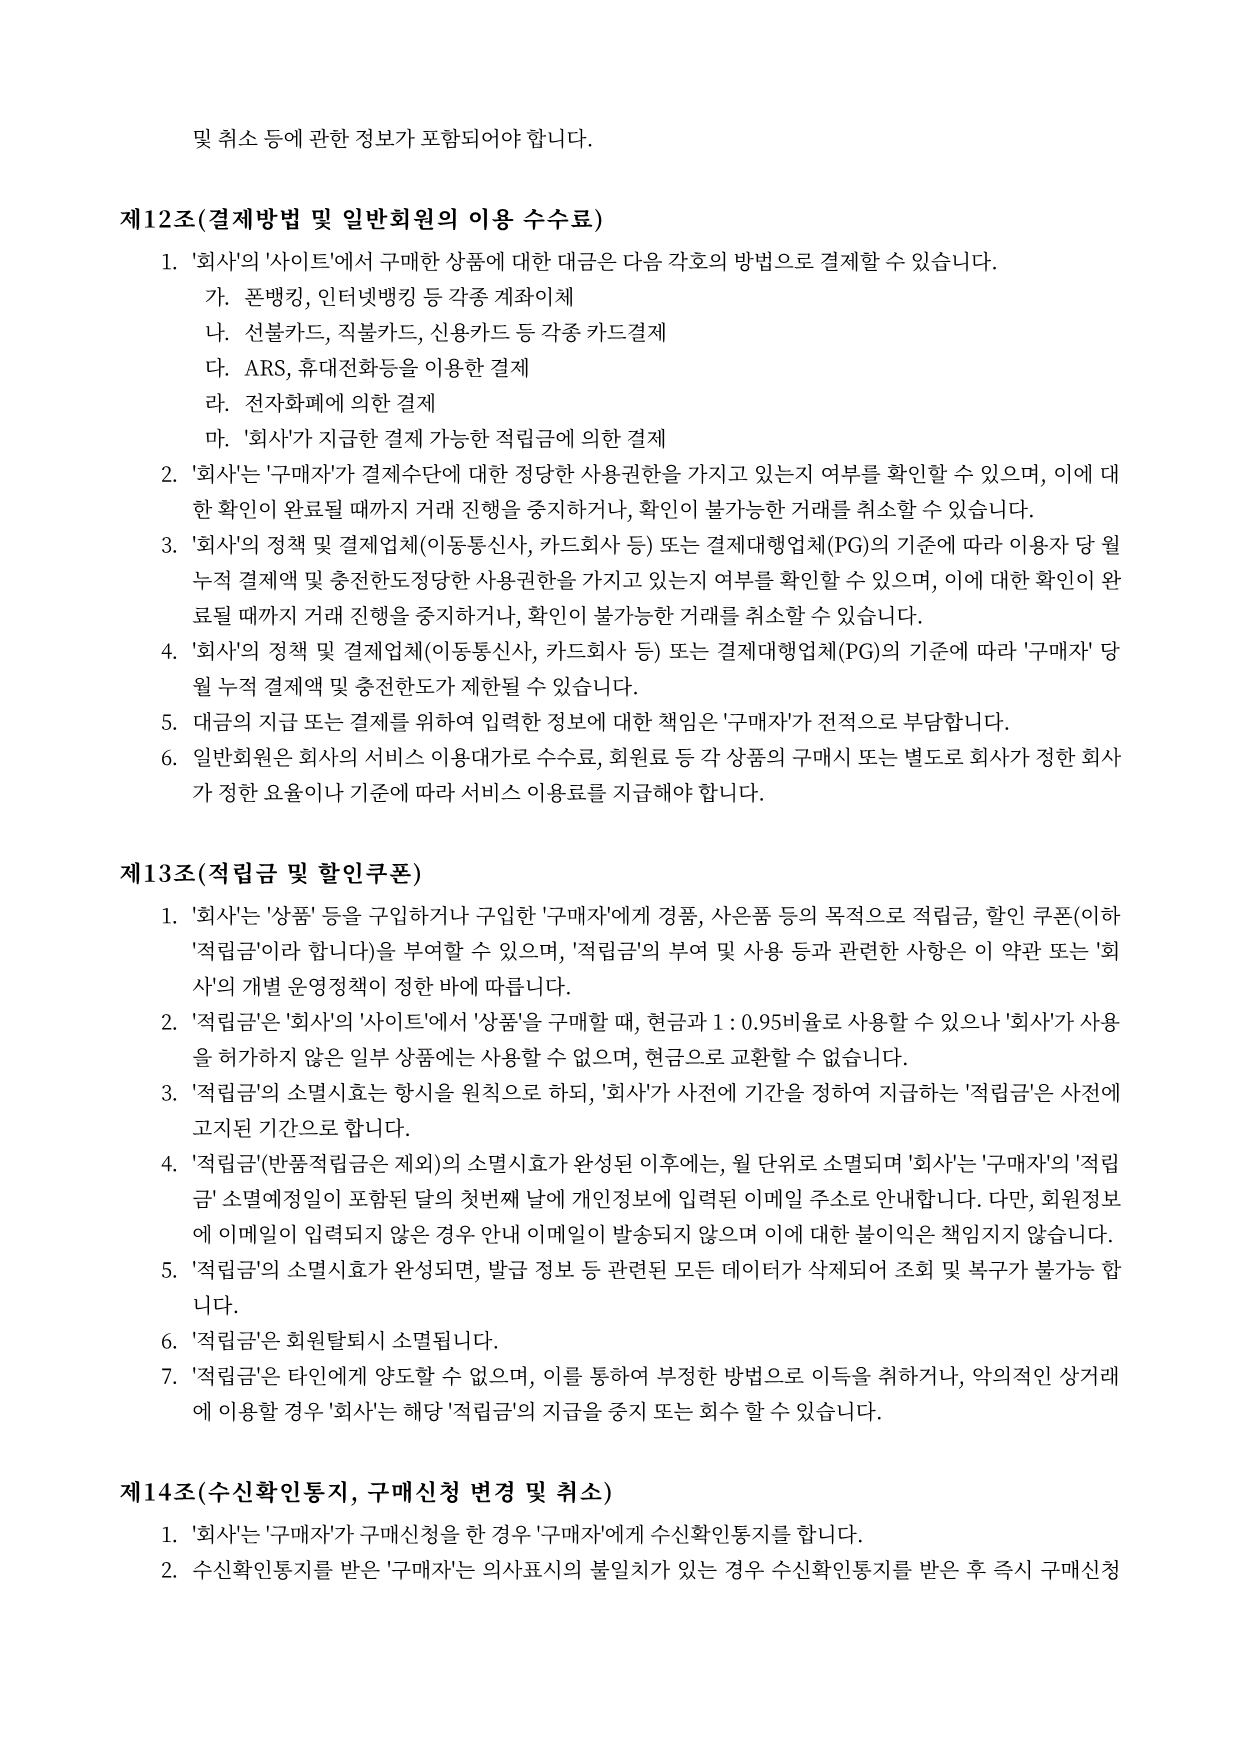 및 취소 등에 관한 정보가 포함되어야 합니다.
제12조(결제방법 및 일반회원의 이용 수수료)
1. '회사'의 '사이트'에서 구매한 상품에 대한 대금은 다음 각호의 방법으로 결제할 수 있습니다.
가. 폰뱅킹, 인터넷뱅킹 등 각종 계좌이체
나. 선불카드, 직불카드, 신용카드 등 각종 카드결제
다. ARS, 휴대전화등을 이용한 결제
라. 전자화폐에 의한 결제
마. '회사'가 지급한 결제 가능한 적립금에 의한 결제
2. '회사'는 '구매자'가 결제수단에 대한 정당한 사용권한을 가지고 있는지 여부를 확인할 수 있으며, 이에 대
한 확인이 완료될 때까지 거래 진행을 중지하거나, 확인이 불가능한 거래를 취소할 수 있습니다.
3. '회사'의 정책 및 결제업체(이동통신사, 카드회사 등) 또는 결제대행업체(PG)의 기준에 따라 이용자 당 월
누적 결제액 및 충전한도정당한 사용권한을 가지고 있는지 여부를 확인할 수 있으며, 이에 대한 확인이 완
료될 때까지 거래 진행을 중지하거나, 확인이 불가능한 거래를 취소할 수 있습니다.
4. '회사'의 정책 및 결제업체(이동통신사, 카드회사 등) 또는 결제대행업체(PG)의 기준에 따라 '구매자' 당
월 누적 결제액 및 충전한도가 제한될 수 있습니다.
5. 대금의 지급 또는 결제를 위하여 입력한 정보에 대한 책임은 '구매자'가 전적으로 부담합니다.
6. 일반회원은 회사의 서비스 이용대가로 수수료, 회원료 등 각 상품의 구매시 또는 별도로 회사가 정한 회사
가 정한 요율이나 기준에 따라 서비스 이용료를 지급해야 합니다.
제13조(적립금 및 할인쿠폰)
1. '회사'는 '상품' 등을 구입하거나 구입한 '구매자'에게 경품, 사은품 등의 목적으로 적립금, 할인 쿠폰(이하
'적립금'이라 합니다)을 부여할 수 있으며, '적립금'의 부여 및 사용 등과 관련한 사항은 이 약관 또는 '회
사'의 개별 운영정책이 정한 바에 따릅니다.
2. '적립금'은 '회사'의 '사이트'에서 '상품'을 구매할 때, 현금과 1 : 0.95비율로 사용할 수 있으나 '회사'가 사용
을 허가하지 않은 일부 상품에는 사용할 수 없으며, 현금으로 교환할 수 없습니다.
3. '적립금'의 소멸시효는 항시을 원칙으로 하되, '회사'가 사전에 기간을 정하여 지급하는 '적립금'은 사전에
고지된 기간으로 합니다.
4. '적립금'(반품적립금은 제외)의 소멸시효가 완성된 이후에는, 월 단위로 소멸되며 '회사'는 '구매자'의 '적립
금' 소멸예정일이 포함된 달의 첫번째 날에 개인정보에 입력된 이메일 주소로 안내합니다. 다만, 회원정보
에 이메일이 입력되지 않은 경우 안내 이메일이 발송되지 않으며 이에 대한 불이익은 책임지지 않습니다.
5. '적립금'의 소멸시효가 완성되면, 발급 정보 등 관련된 모든 데이터가 삭제되어 조회 및 복구가 불가능 합
니다.
6. '적립금'은 회원탈퇴시 소멸됩니다.
7. '적립금'은 타인에게 양도할 수 없으며, 이를 통하여 부정한 방법으로 이득을 취하거나, 악의적인 상거래
에 이용할 경우 '회사'는 해당 '적립금'의 지급을 중지 또는 회수 할 수 있습니다.
제14조(수신확인통지, 구매신청 변경 및 취소)
1. '회사'는 '구매자'가 구매신청을 한 경우 '구매자'에게 수신확인통지를 합니다.
2. 수신확인통지를 받은 '구매자'는 의사표시의 불일치가 있는 경우 수신확인통지를 받은 후 즉시 구매신청